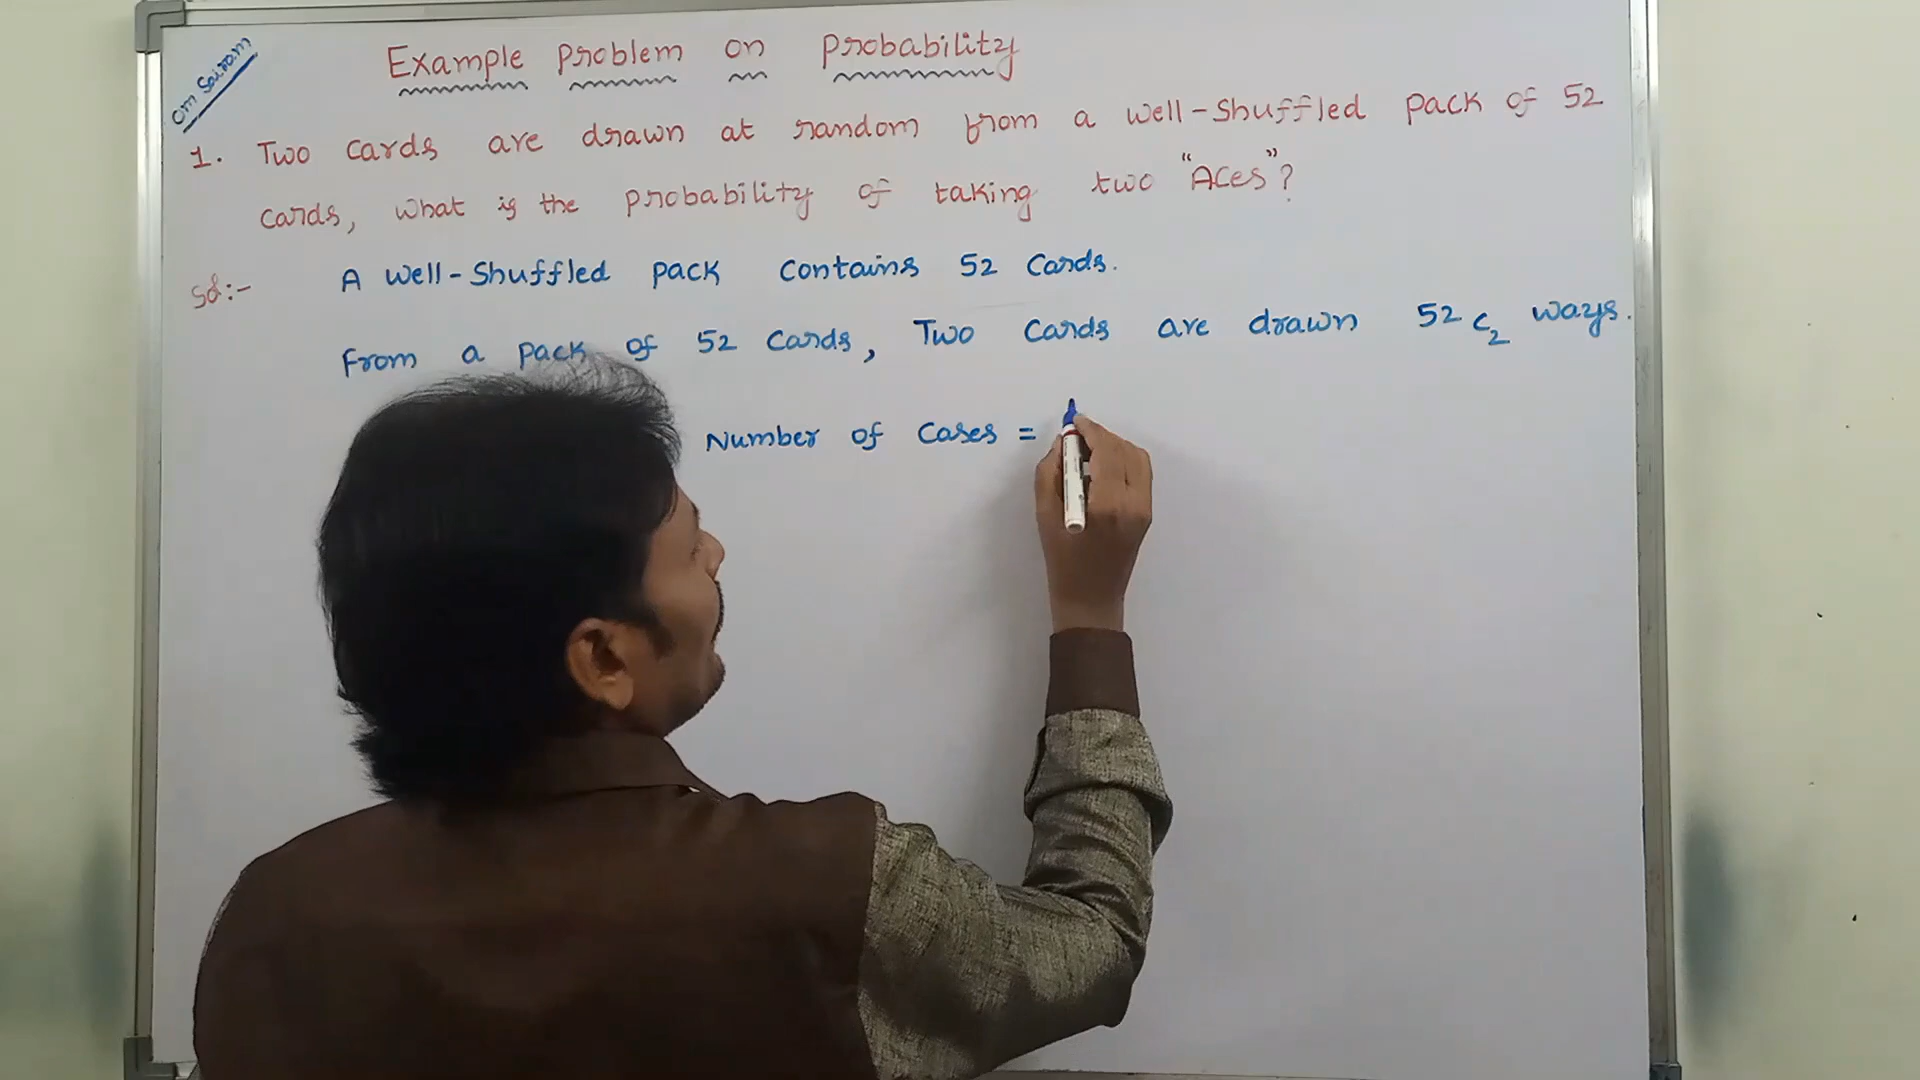 Om Sairam
Example Problem on Probability
1. Two cards are drawn at random from a well-shuffled pack of 52
cards, what is the probability of taking two "Aces"?
Sol:- A well-shuffled pack contains 52 cards.
From a pack of 52 cards, Two cards are drawn 52c₂ ways.
Number of cases =